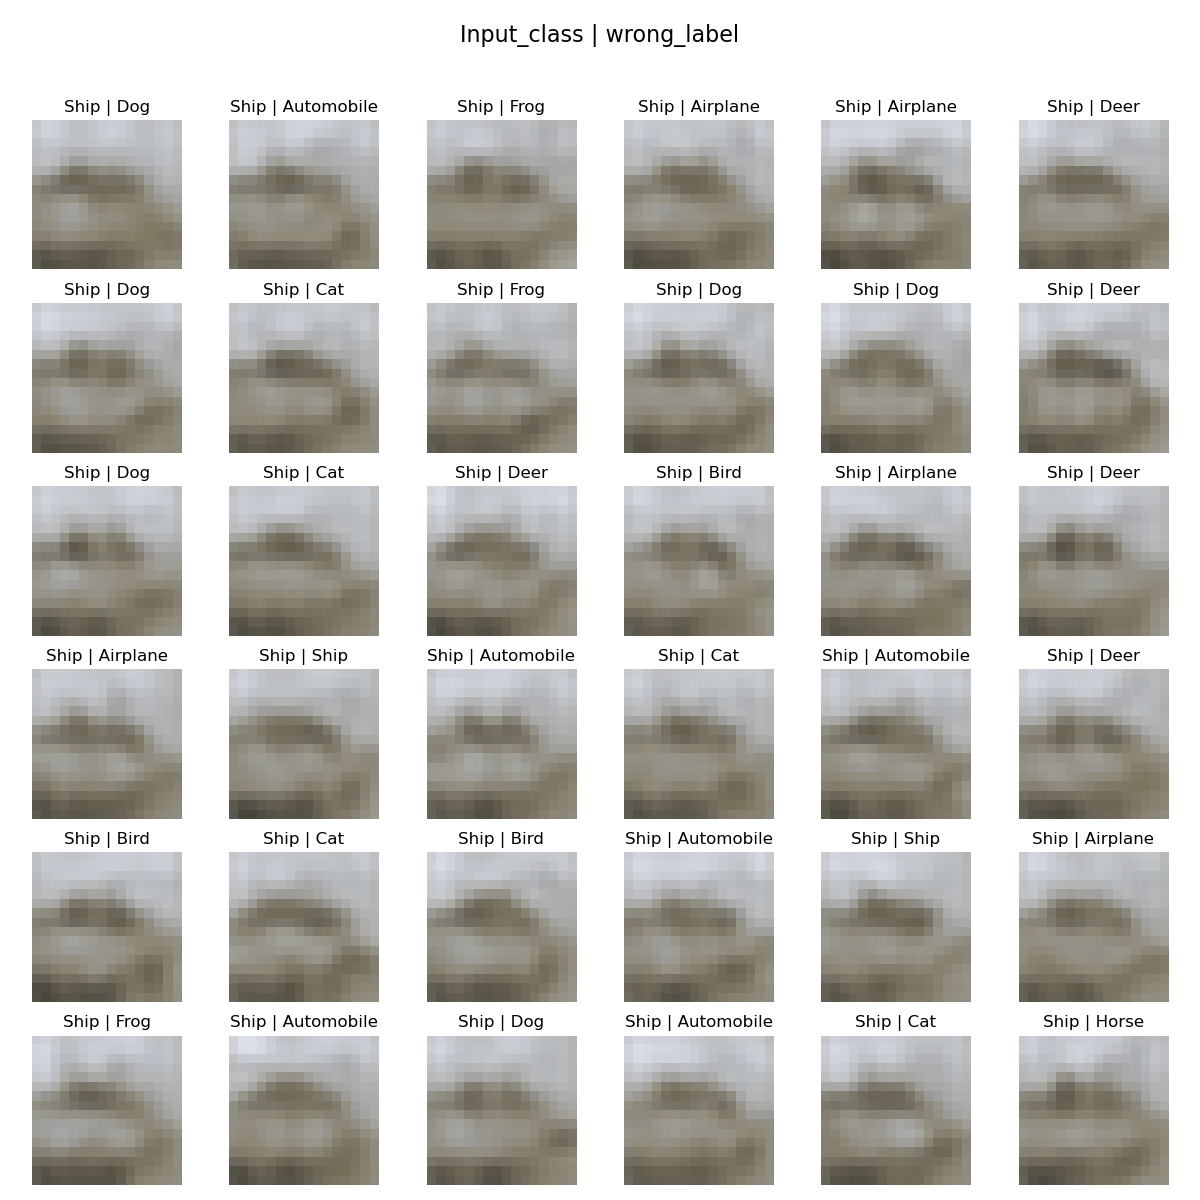 Input_class | wrong_label
Ship | Dog
Ship | Automobile
Ship | Frog
Ship | Airplane
Ship | Airplane
Ship | Deer
Ship | Dog
Ship | Cat
Ship | Frog
Ship | Dog
Ship | Dog
Ship | Deer
Ship | Dog
Ship | Cat
Ship | Deer
Ship | Bird
Ship | Airplane
Ship | Deer
Ship | Airplane
Ship | Ship
Ship | Automobile
Ship | Cat
Ship | Automobile
Ship | Deer
Ship | Bird
Ship | Cat
Ship | Bird
Ship | Automobile
Ship | Ship
Ship | Airplane
Ship | Frog
Ship | Automobile
Ship | Dog
Ship | Automobile
Ship | Cat
Ship | Horse